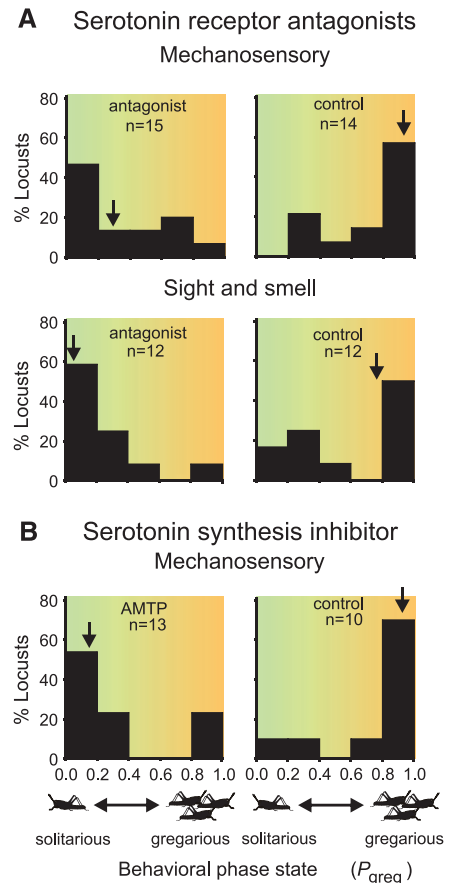 A Serotonin receptor antagonists
Mechanosensory
80
60
40
20
0
% Locusts
antagonist
n=15
control
n=14
Sight and smell
80
60
40
20
0
% Locusts
antagonist
n=12
control
n=12
B Serotonin synthesis inhibitor
Mechanosensory
80
60
40
20
0
% Locusts
AMTP
n=13
control
n=10
0.0 0.2 0.4 0.6 0.8 1.0 0.0 0.2 0.4 0.6 0.8 1.0
solitarious gregarious solitarious gregarious
Behavioral phase state (Pgreg)